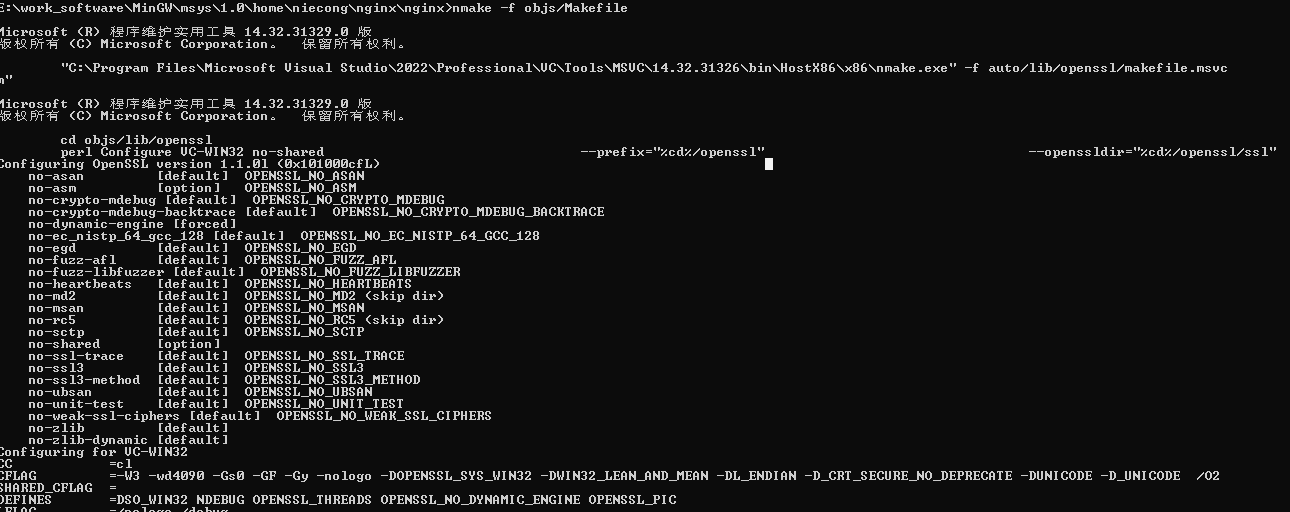 E:\work_software\MinGW\msys\1.0\home\niecong\nginx\nginx>nmake -f objs/Makefile
Microsoft (R) 程序维护实用工具 14.32.31329.0 版
版权所有 (C) Microsoft Corporation。  保留所有权利。
"C:\Program Files\Microsoft Visual Studio\2022\Professional\VC\Tools\MSVC\14.32.31326\bin\HostX86\x86\nmake.exe" -f auto/lib/openssl/makefile.msvc
m"
Microsoft (R) 程序维护实用工具 14.32.31329.0 版
版权所有 (C) Microsoft Corporation。  保留所有权利。
cd objs/lib/openssl
perl Configure VC-WIN32 no-shared --prefix="%cd%/openssl" --openssldir="%cd%/openssl/ssl"
Configuring OpenSSL version 1.1.0l (0x101000cfL)
no-asan [default] OPENSSL_NO_ASAN
no-asm [option] OPENSSL_NO_ASM
no-crypto-mdebug [default] OPENSSL_NO_CRYPTO_MDEBUG
no-crypto-mdebug-backtrace [default] OPENSSL_NO_CRYPTO_MDEBUG_BACKTRACE
no-dynamic-engine [forced]
no-ec_nistp_64_gcc_128 [default] OPENSSL_NO_EC_NISTP_64_GCC_128
no-egd [default] OPENSSL_NO_EGD
no-fuzz-afl [default] OPENSSL_NO_FUZZ_AFL
no-fuzz-libfuzzer [default] OPENSSL_NO_FUZZ_LIBFUZZER
no-heartbeats [default] OPENSSL_NO_HEARTBEATS
no-md2 [default] OPENSSL_NO_MD2 (skip dir)
no-msan [default] OPENSSL_NO_MSAN
no-rc5 [default] OPENSSL_NO_RC5 (skip dir)
no-sctp [default] OPENSSL_NO_SCTP
no-shared [option]
no-ssl-trace [default] OPENSSL_NO_SSL_TRACE
no-ssl3 [default] OPENSSL_NO_SSL3
no-ssl3-method [default] OPENSSL_NO_SSL3_METHOD
no-ubsan [default] OPENSSL_NO_UBSAN
no-unit-test [default] OPENSSL_NO_UNIT_TEST
no-weak-ssl-ciphers [default] OPENSSL_NO_WEAK_SSL_CIPHERS
no-zlib [default]
no-zlib-dynamic [default]
Configuring for VC-WIN32
CC =cl
CFLAG =-W3 -wd4090 -Gs0 -GF -Gy -nologo -DOPENSSL_SYS_WIN32 -DWIN32_LEAN_AND_MEAN -DL_ENDIAN -D_CRT_SECURE_NO_DEPRECATE -DUNICODE -D_UNICODE /O2
SHARED_CFLAG =
DEFINES =DSO_WIN32 NDEBUG OPENSSL_THREADS OPENSSL_NO_DYNAMIC_ENGINE OPENSSL_PIC
LFLAG =/nologo /debug